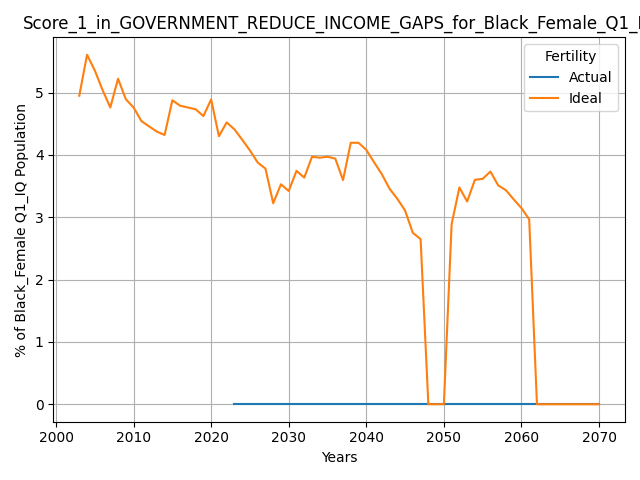 Score_1_in_GOVERNMENT_REDUCE_INCOME_GAPS_for_Black_Female_Q1_I
Fertility
Actual
Ideal
% of Black_Female Q1_IQ Population
5
4
3
2
1
0
2000 2010 2020 2030 2040 2050 2060 2070
Years